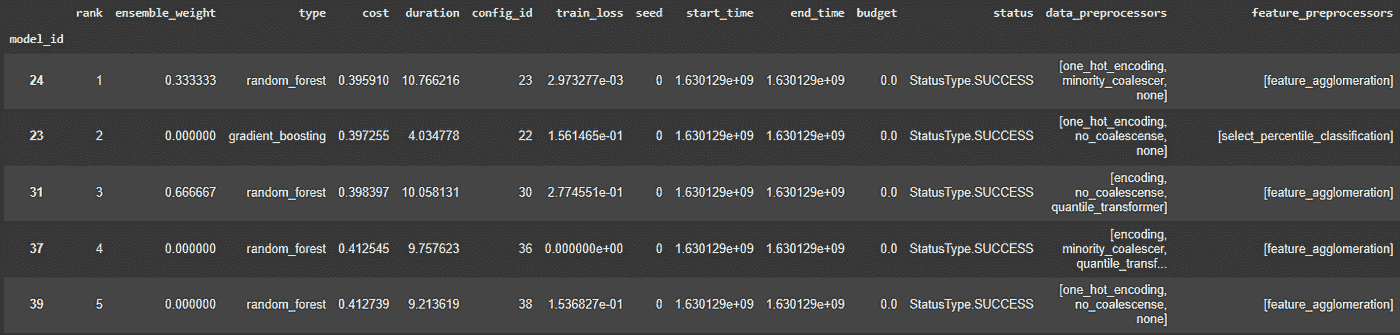 rank ensemble_weight type cost duration config_id train_loss seed start_time end_time budget status data_preprocessors feature_preprocessors
model_id
24 1 0.333333 random_forest 0.395910 10.766216 23 2.973277e-03 0 1.630129e+09 1.630129e+09 0.0 StatusType.SUCCESS [one_hot_encoding, minority_coalescer, none] [feature_agglomeration]
23 2 0.000000 gradient_boosting 0.397255 4.034778 22 1.561465e-01 0 1.630129e+09 1.630129e+09 0.0 StatusType.SUCCESS [one_hot_encoding, no_coalescense, none] [select_percentile_classification]
31 3 0.666667 random_forest 0.398397 10.058131 30 2.774551e-01 0 1.630129e+09 1.630129e+09 0.0 StatusType.SUCCESS [encoding, no_coalescense, quantile_transformer] [feature_agglomeration]
37 4 0.000000 random_forest 0.412545 9.757623 36 0.000000e+00 0 1.630129e+09 1.630129e+09 0.0 StatusType.SUCCESS [encoding, minority_coalescer, quantile_transf... [feature_agglomeration]
39 5 0.000000 random_forest 0.412739 9.213619 38 1.536827e-01 0 1.630129e+09 1.630129e+09 0.0 StatusType.SUCCESS [one_hot_encoding, no_coalescense, none] [feature_agglomeration]